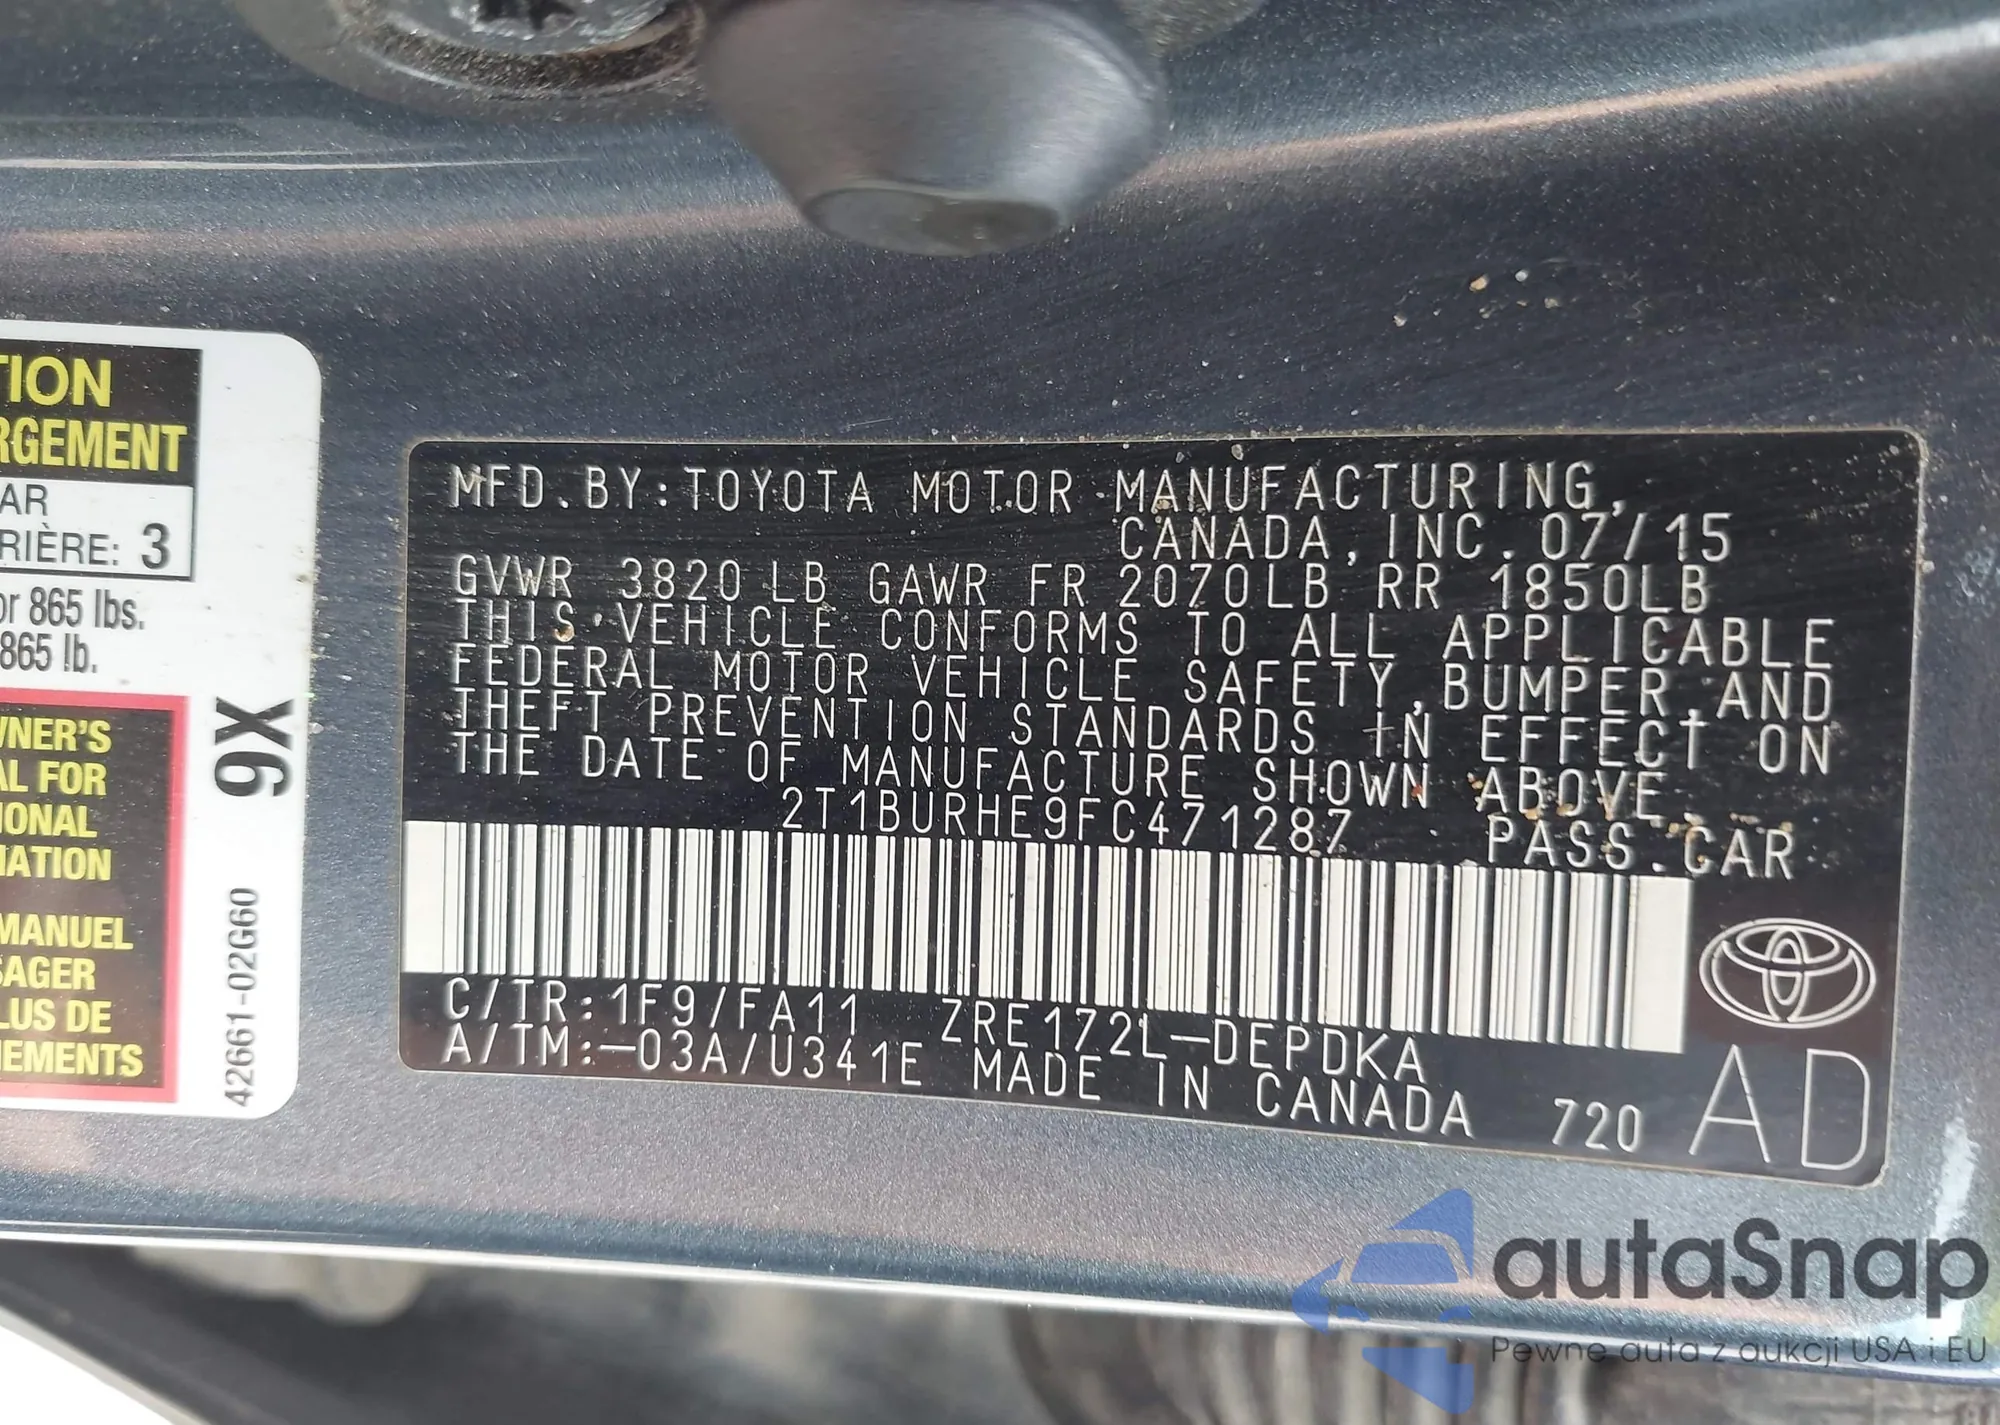 TION
RGEMENT
AR
RIÈRE: 3
or 865 lbs.
865 lb.
WNER'S
AL FOR
IONAL
MATION
MANUEL
SAGER
LUS DE
NEMENTS
9X
42661-02G60
MFD.BY:TOYOTA MOTOR MANUFACTURING,
CANADA,INC.07/15
GVWR 3820LB GAWR FR 2070LB RR 1850LB
THIS VEHICLE CONFORMS TO ALL APPLICABLE
FEDERAL MOTOR VEHICLE SAFETY,BUMPER,AND
THEFT PREVENTION STANDARDS IN EFFECT ON
THE DATE OF MANUFACTURE SHOWN ABOVE.
2T1BURHE9FC471287 PASS.CAR
C/TR:1F9/FA11 ZRE172L-DEPDKA
A/TM:-03A/U341E MADE IN CANADA 720 AD
autaSnap
Pewne auta z aukcji USA i EU